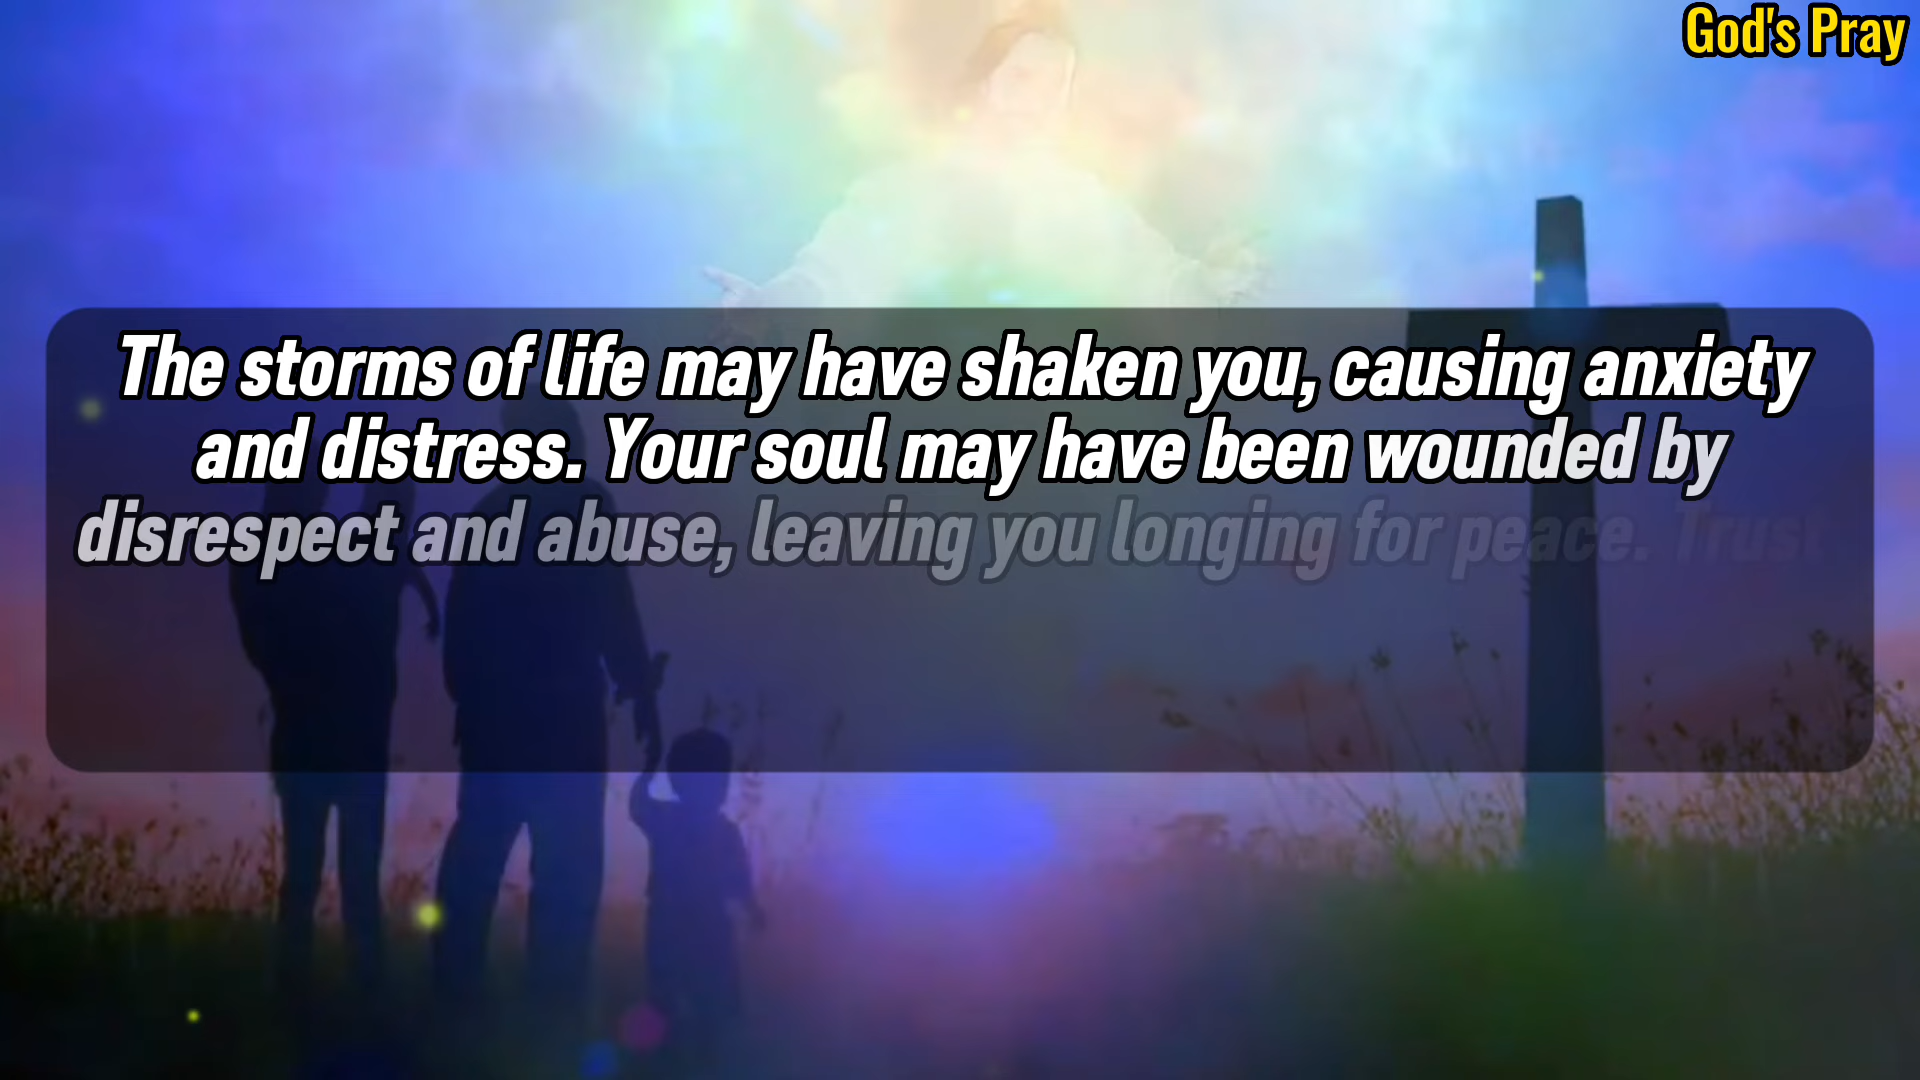 God's Pray
The storms of life may have shaken you, causing anxiety
and distress. Your soul may have been wounded by
disrespect and abuse, leaving you longing for peace. Trust